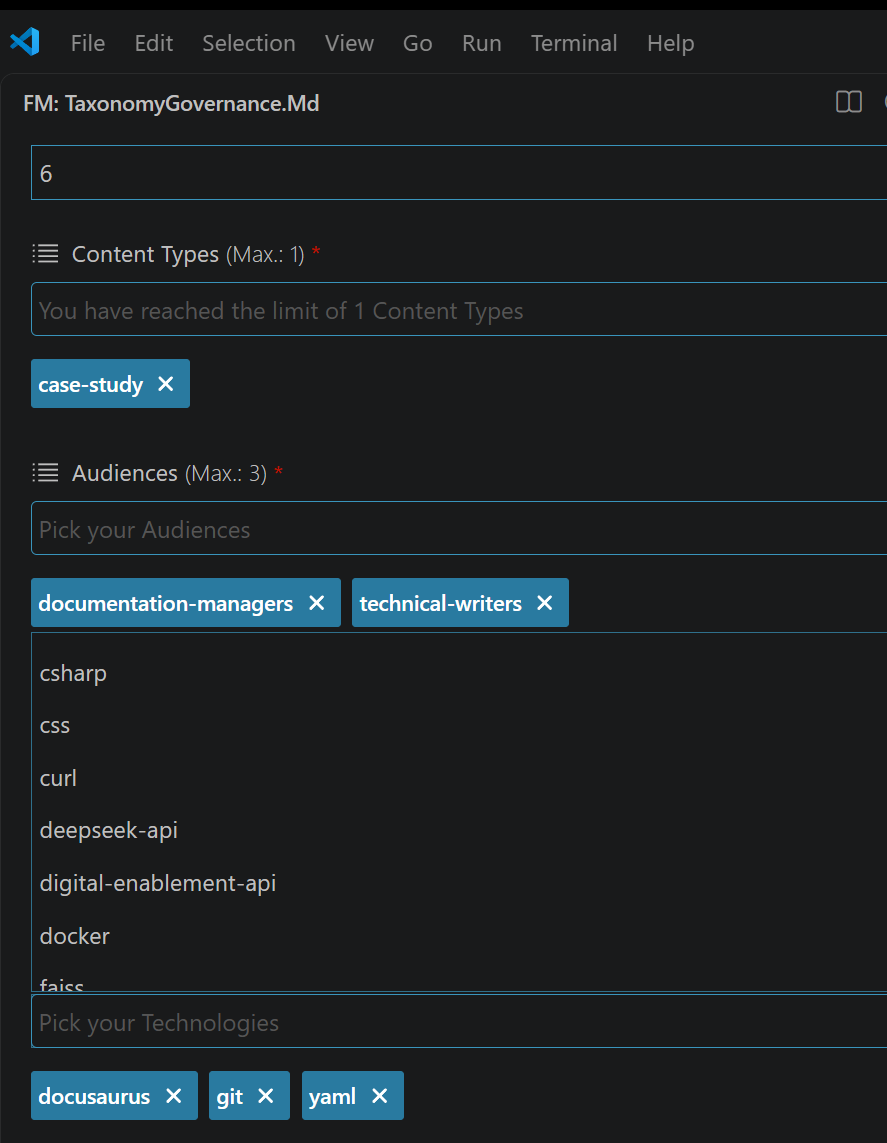 File Edit Selection View Go Run Terminal Help
FM: TaxonomyGovernance.Md
6
Content Types (Max.: 1) *
You have reached the limit of 1 Content Types
case-study ✕
Audiences (Max.: 3) *
Pick your Audiences
documentation-managers ✕ technical-writers ✕
csharp
css
curl
deepseek-api
digital-enablement-api
docker
faiss
Pick your Technologies
docusaurus ✕ git ✕ yaml ✕